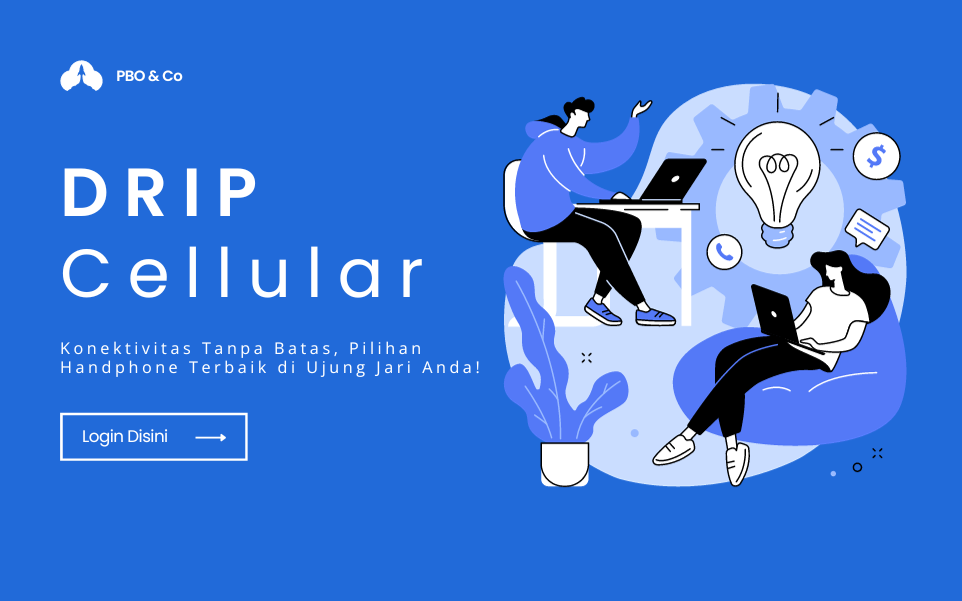 PBO & Co
DRIP
Cellular
Konektivitas Tanpa Batas, Pilihan
Handphone Terbaik di Ujung Jari Anda!
Login Disini
$